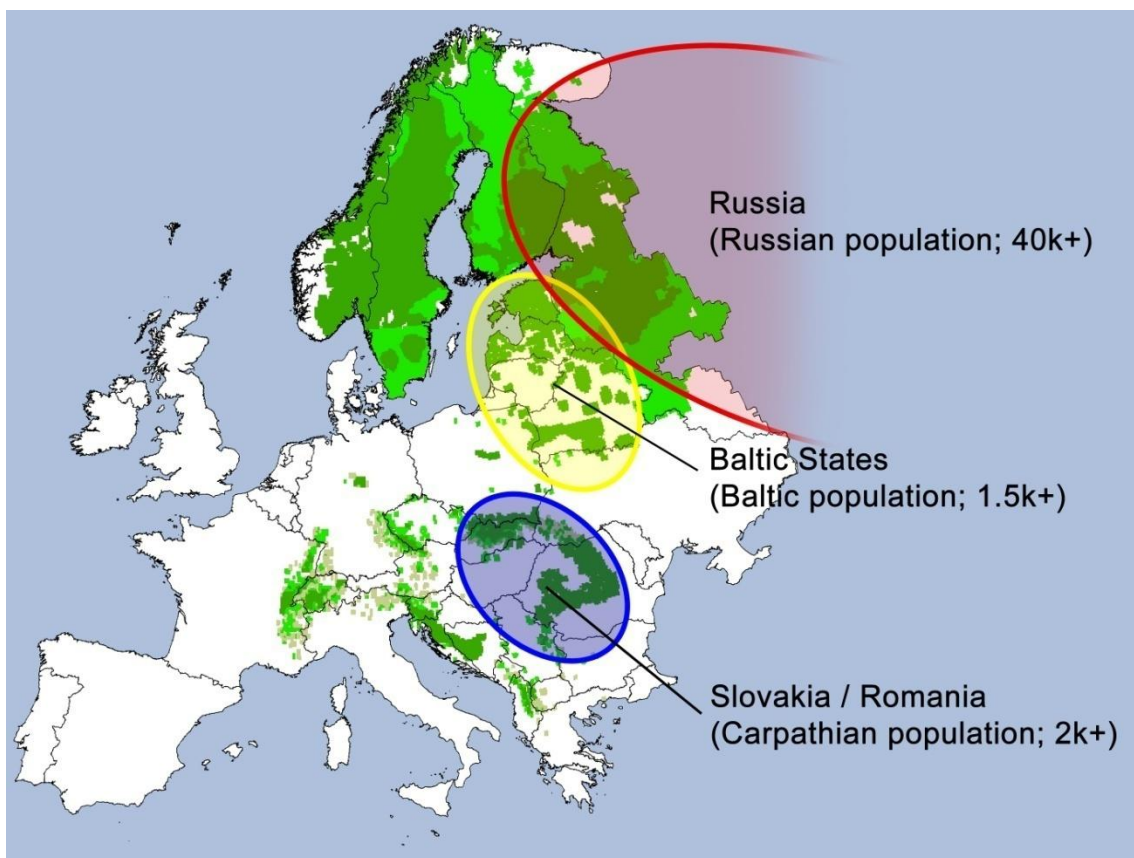 Russia
(Russian population; 40k+)
Baltic States
(Baltic population; 1.5k+)
Slovakia / Romania
(Carpathian population; 2k+)